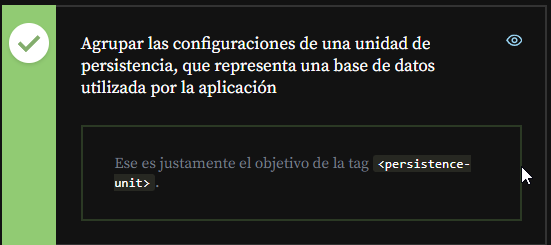 Agrupar las configuraciones de una unidad de
persistencia, que representa una base de datos
utilizada por la aplicación
Ese es justamente el objetivo de la tag <persistence-
unit> .